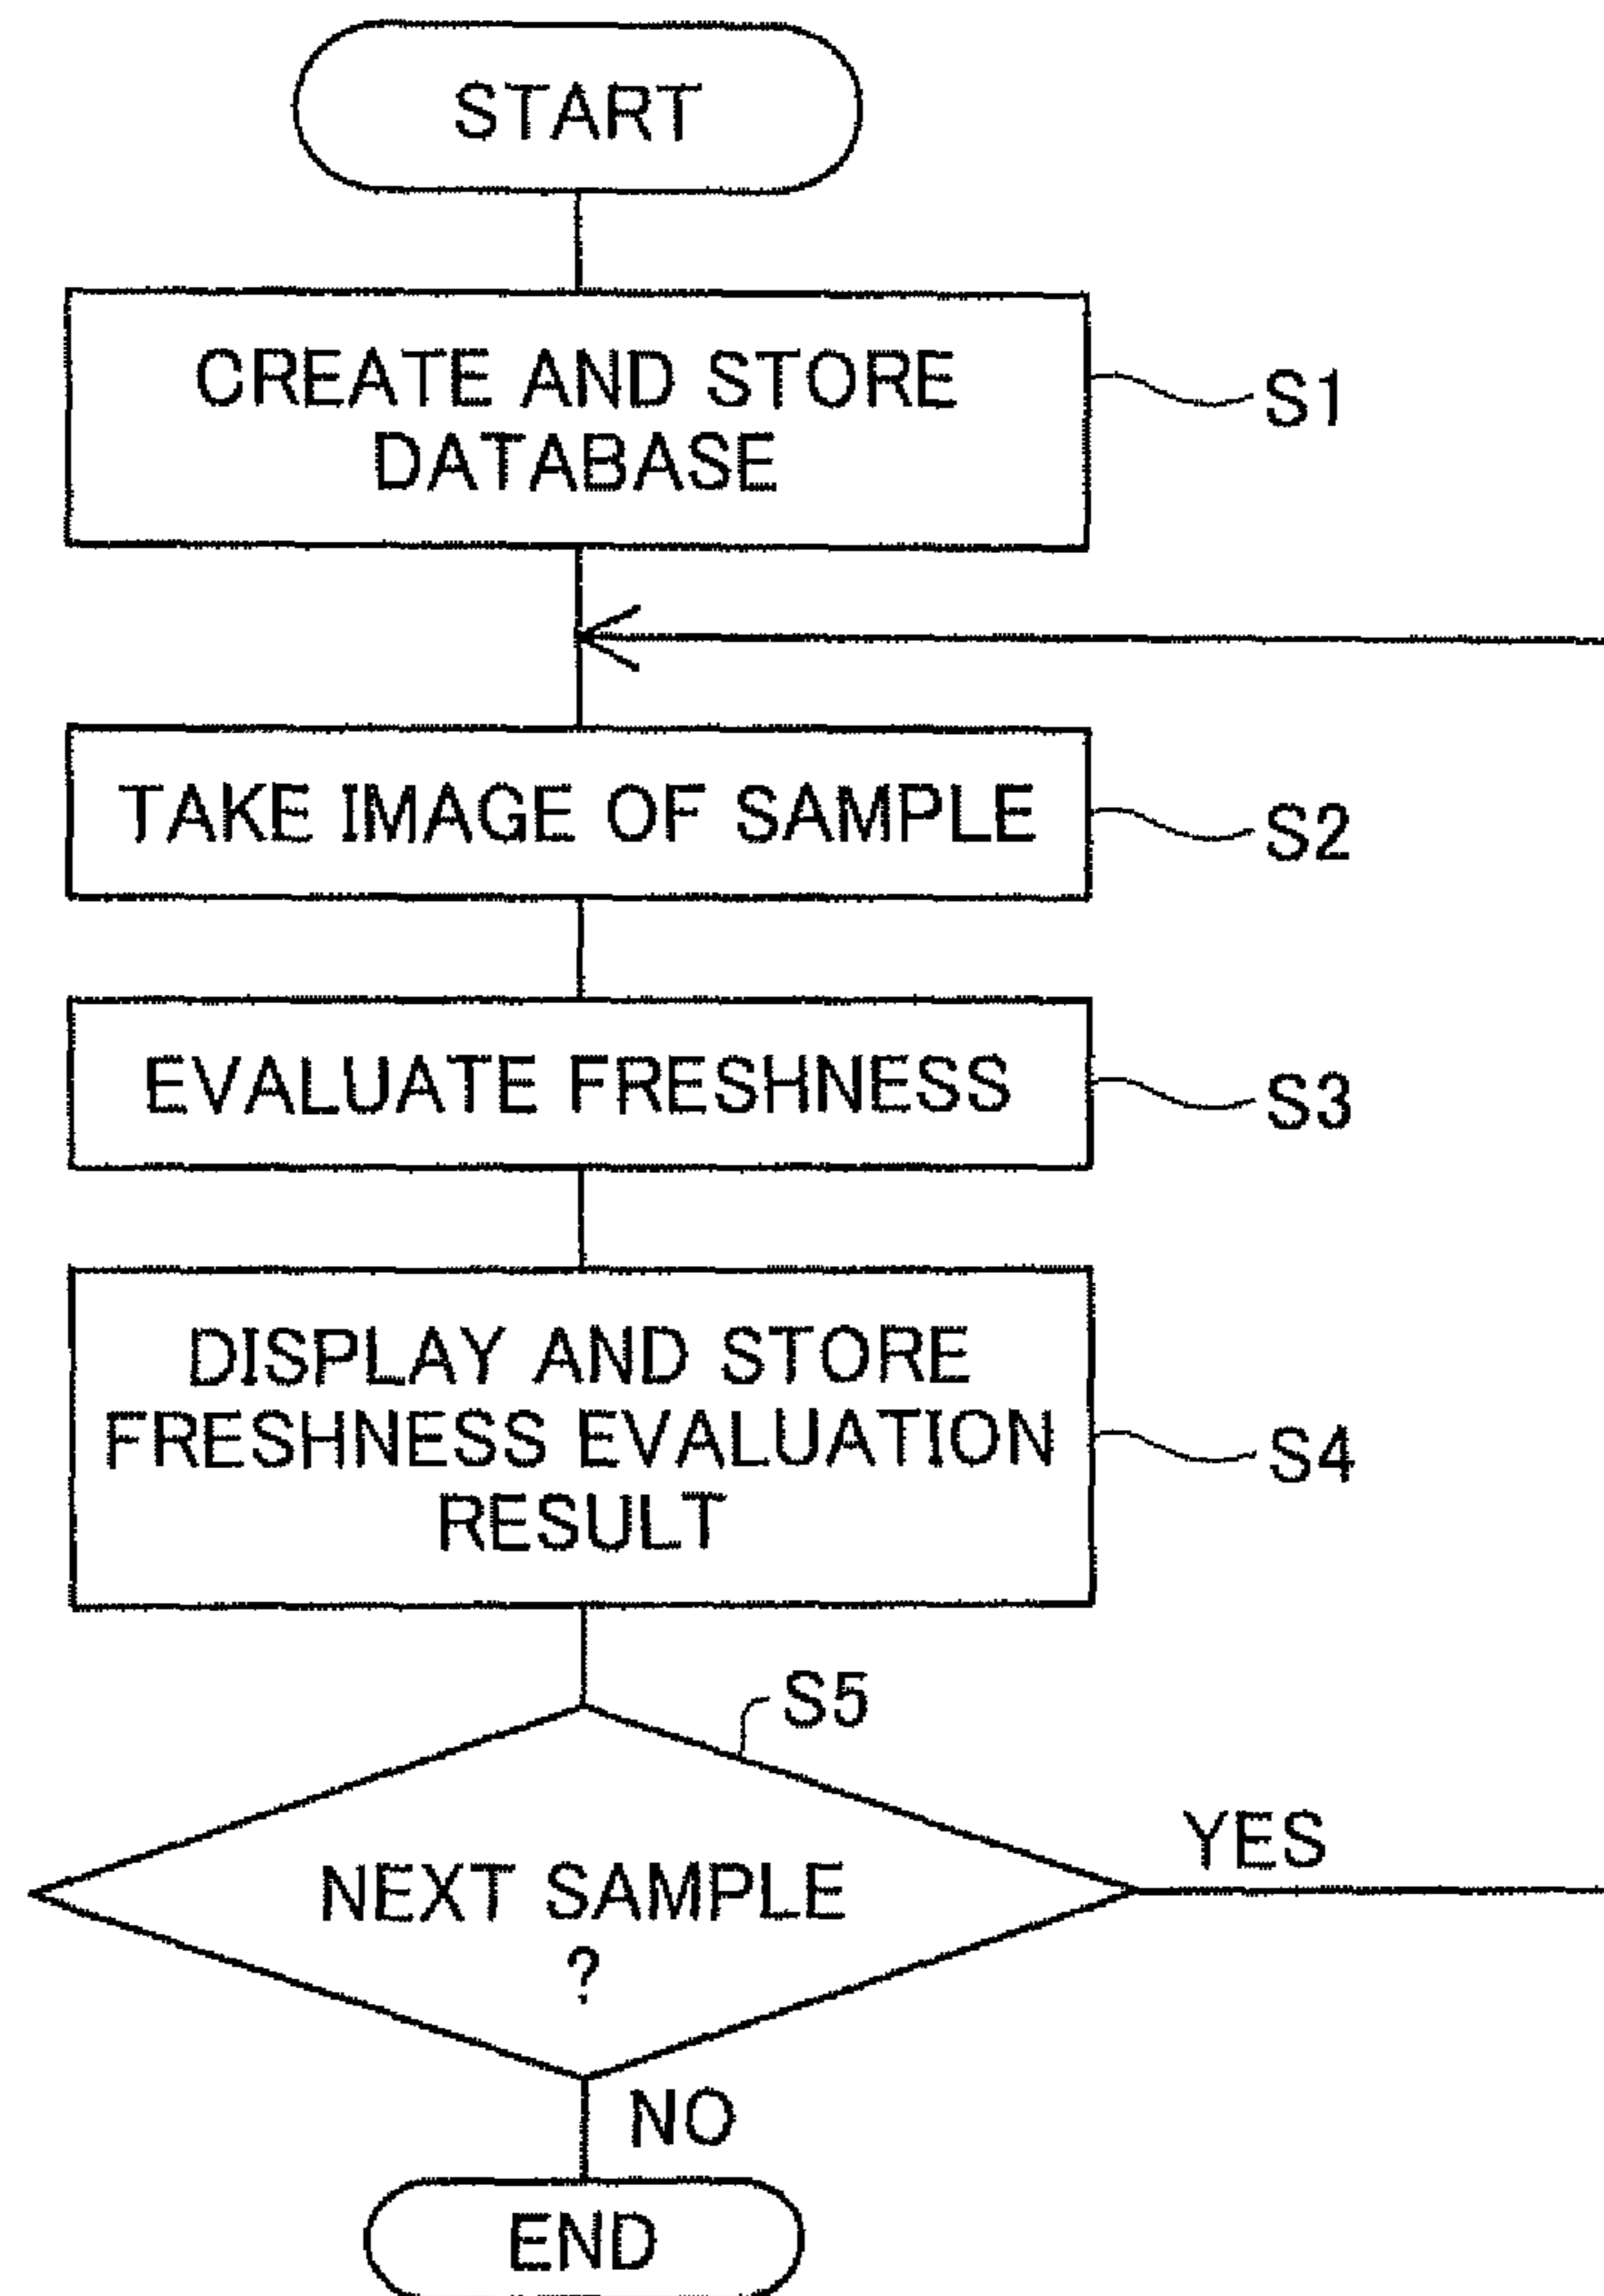 START
CREATE AND STORE
DATABASE
S1
TAKE IMAGE OF SAMPLE
S2
EVALUATE FRESHNESS
S3
DISPLAY AND STORE
FRESHNESS EVALUATION
RESULT
S4
S5
NEXT SAMPLE
?
YES
NO
END